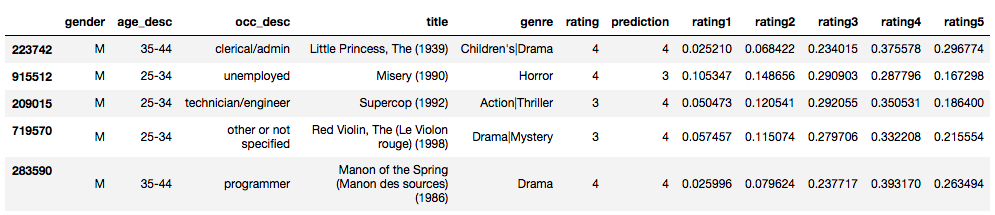 gender age_desc occ_desc title genre rating prediction rating1 rating2 rating3 rating4 rating5
223742 M 35-44 clerical/admin Little Princess, The (1939) Children's|Drama 4 4 0.025210 0.068422 0.234015 0.375578 0.296774
915512 M 25-34 unemployed Misery (1990) Horror 4 3 0.105347 0.148656 0.290903 0.287796 0.167298
209015 M 25-34 technician/engineer Supercop (1992) Action|Thriller 3 4 0.050473 0.120541 0.292055 0.350531 0.186400
719570 M 25-34 other or not specified Red Violin, The (Le Violon rouge) (1998) Drama|Mystery 3 4 0.057457 0.115074 0.279706 0.332208 0.215554
283590 M 35-44 programmer Manon of the Spring (Manon des sources) (1986) Drama 4 4 0.025996 0.079624 0.237717 0.393170 0.263494